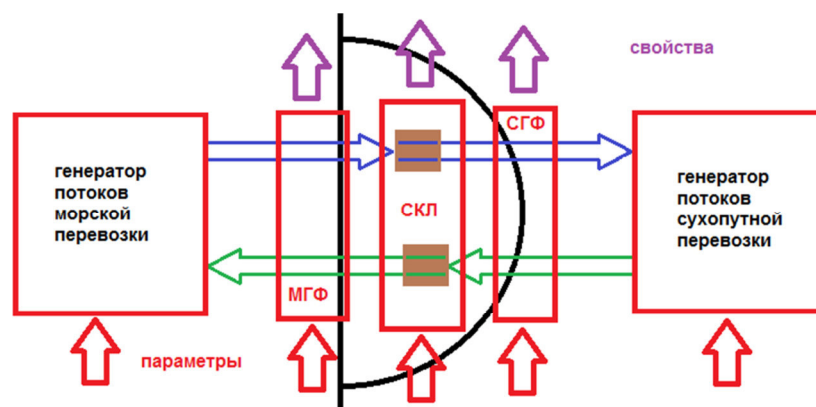 свойства
СГФ
генератор
потоков
морской
перевозки
СКЛ
генератор
потоков
сухопутной
перевозки
МГФ
параметры